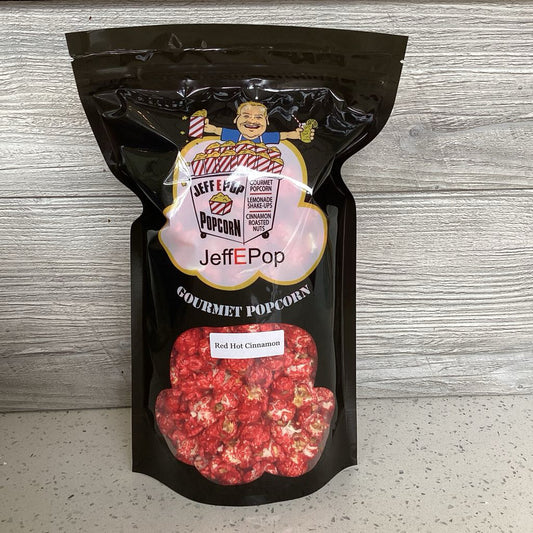 JEFF E POP
POPCORN
GOURMET
POPCORN
LEMONADE
SHAKE-UPS
CINNAMON
ROASTED
NUTS
JeffEPop
GOURMET POPCORN
Red Hot Cinnamon